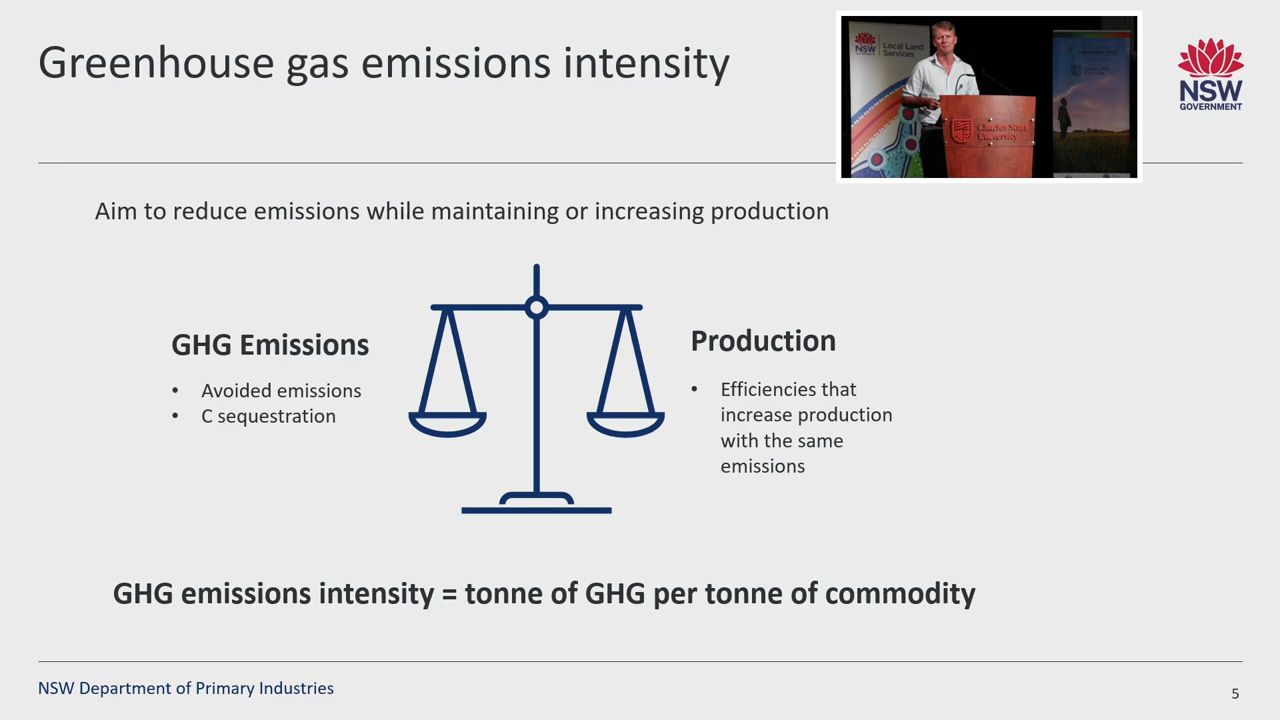 Greenhouse gas emissions intensity
NSW
Local Land
Services
Charles Sturt
University
NSW
GOVERNMENT
Aim to reduce emissions while maintaining or increasing production
GHG Emissions
• Avoided emissions
• C sequestration
Production
• Efficiencies that
increase production
with the same
emissions
GHG emissions intensity = tonne of GHG per tonne of commodity
NSW Department of Primary Industries
5